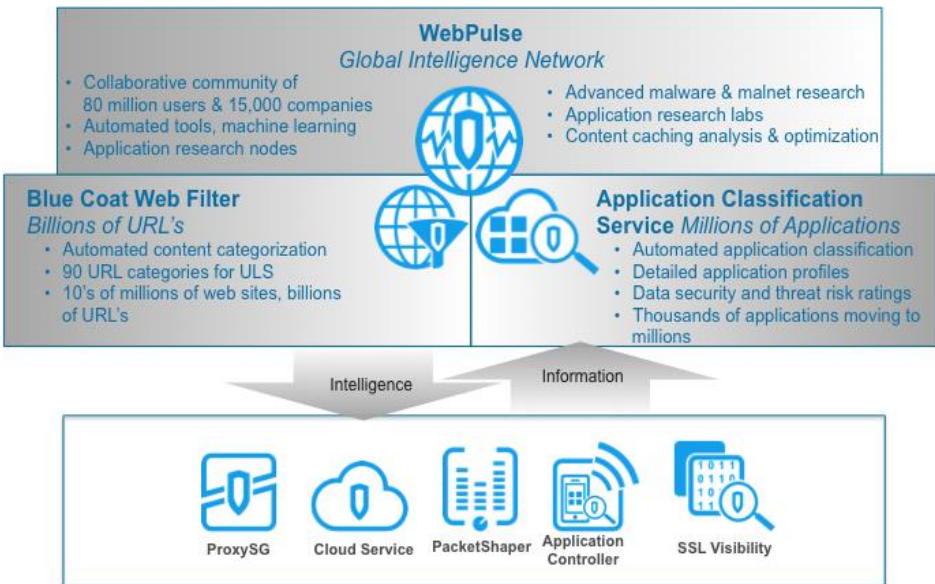 WebPulse
Global Intelligence Network
• Collaborative community of
80 million users & 15,000 companies
• Automated tools, machine learning
• Application research nodes
• Advanced malware & malnet research
• Application research labs
• Content caching analysis & optimization
Blue Coat Web Filter
Billions of URL's
• Automated content categorization
• 90 URL categories for ULS
• 10's of millions of web sites, billions
of URL's
Application Classification
Service Millions of Applications
• Automated application classification
• Detailed application profiles
• Data security and threat risk ratings
• Thousands of applications moving to
millions
Intelligence
Information
1011
0110
10
1
ProxySG
Cloud Service
PacketShaper
Application
Controller
SSL Visibility